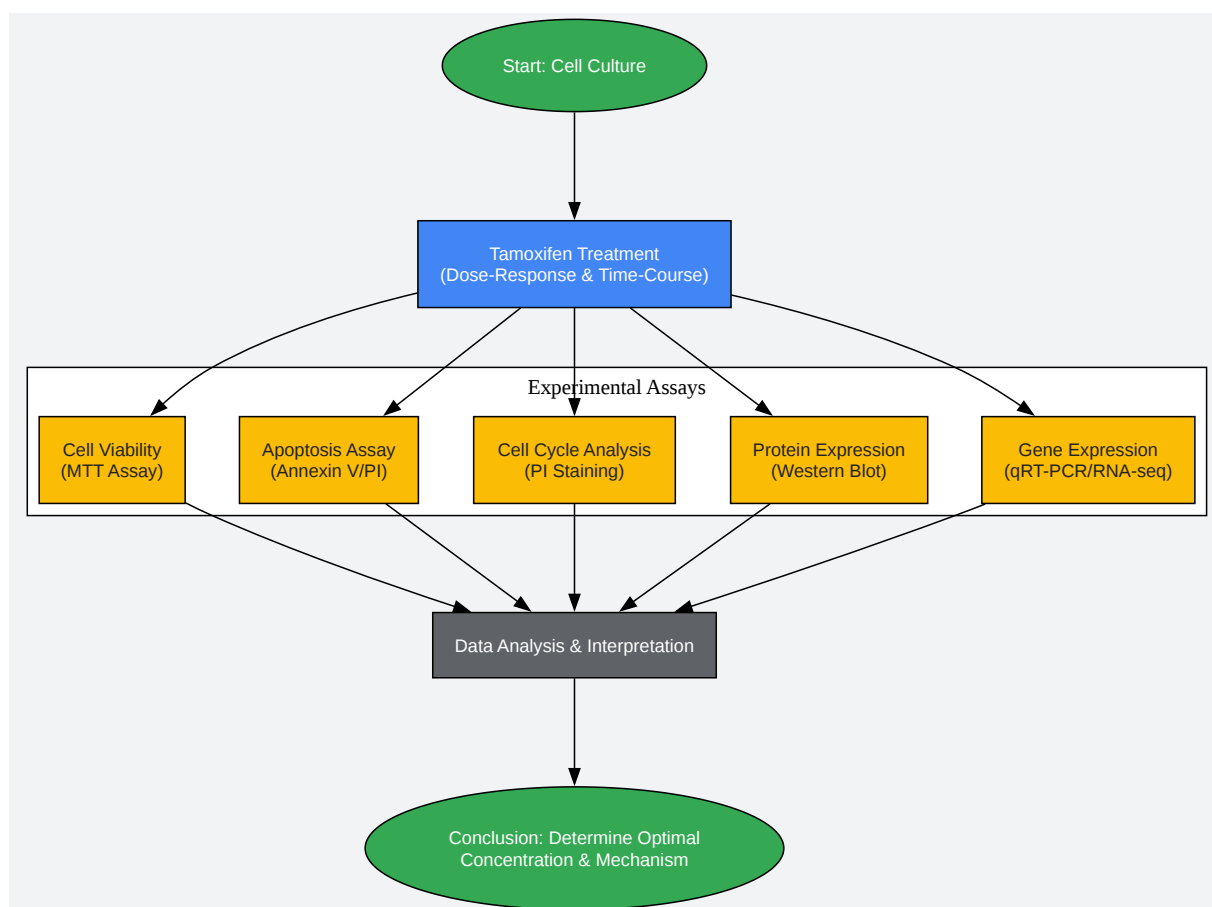 Start: Cell Culture
Tamoxifen Treatment
(Dose-Response & Time-Course)
Experimental Assays
Cell Viability
(MTT Assay)
Apoptosis Assay
(Annexin V/PI)
Cell Cycle Analysis
(PI Staining)
Protein Expression
(Western Blot)
Gene Expression
(qRT-PCR/RNA-seq)
Data Analysis & Interpretation
Conclusion: Determine Optimal
Concentration & Mechanism